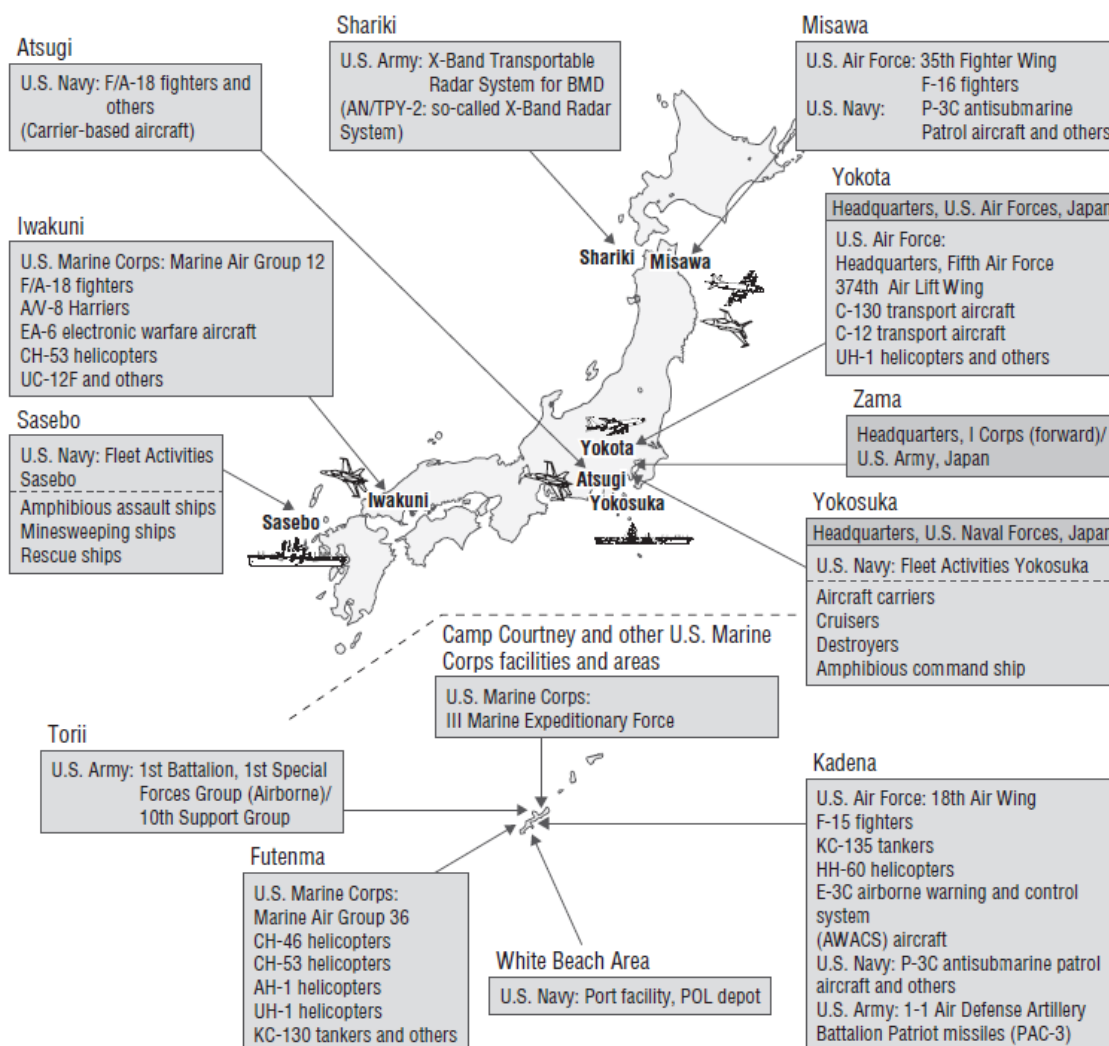 Atsugi
U.S. Navy: F/A-18 fighters and
others
(Carrier-based aircraft)
Shariki
U.S. Army: X-Band Transportable
Radar System for BMD
(AN/TPY-2: so-called X-Band Radar
System)
Misawa
U.S. Air Force: 35th Fighter Wing
F-16 fighters
U.S. Navy: P-3C antisubmarine
Patrol aircraft and others
Yokota
Headquarters, U.S. Air Forces, Japan
U.S. Air Force:
Headquarters, Fifth Air Force
374th Air Lift Wing
C-130 transport aircraft
C-12 transport aircraft
UH-1 helicopters and others
Iwakuni
U.S. Marine Corps: Marine Air Group 12
F/A-18 fighters
A/V-8 Harriers
EA-6 electronic warfare aircraft
CH-53 helicopters
UC-12F and others
Shariki
Misawa
Zama
Headquarters, I Corps (forward)/
U.S. Army, Japan
Sasebo
U.S. Navy: Fleet Activities
Sasebo
Amphibious assault ships
Minesweeping ships
Rescue ships
Yokota
Atsugi
Yokosuka
Iwakuni
Sasebo
Yokosuka
Headquarters, U.S. Naval Forces, Japan
U.S. Navy: Fleet Activities Yokosuka
Aircraft carriers
Cruisers
Destroyers
Amphibious command ship
Camp Courtney and other U.S. Marine
Corps facilities and areas
U.S. Marine Corps:
III Marine Expeditionary Force
Torii
U.S. Army: 1st Battalion, 1st Special
Forces Group (Airborne)/
10th Support Group
Kadena
U.S. Air Force: 18th Air Wing
F-15 fighters
KC-135 tankers
HH-60 helicopters
E-3C airborne warning and control
system
(AWACS) aircraft
U.S. Navy: P-3C antisubmarine patrol
aircraft and others
U.S. Army: 1-1 Air Defense Artillery
Battalion Patriot missiles (PAC-3)
Futenma
U.S. Marine Corps:
Marine Air Group 36
CH-46 helicopters
CH-53 helicopters
AH-1 helicopters
UH-1 helicopters
KC-130 tankers and others
White Beach Area
U.S. Navy: Port facility, POL depot